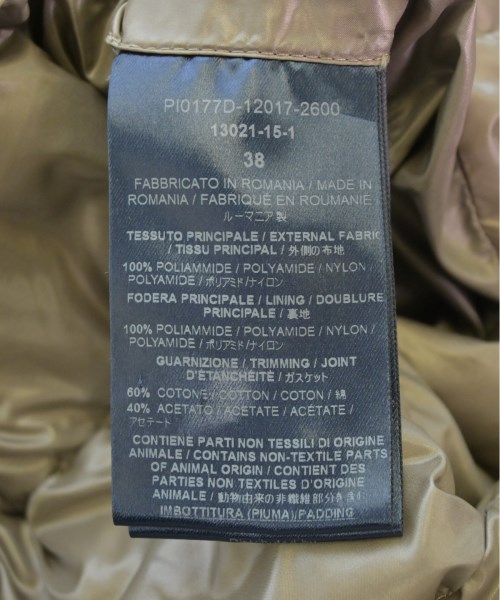 PI0177D-12017-2600
13021-15-1
38
FABBRICATO IN ROMANIA / MADE IN
ROMANIA / FABRIQUÉ EN ROUMANIE
ルーマニア製
TESSUTO PRINCIPALE / EXTERNAL FABRIC
/ TISSU PRINCIPAL / 外側の布地
100% POLIAMMIDE / POLYAMIDE / NYLON
POLYAMIDE / ポリアミド/ナイロン
FODERA PRINCIPALE / LINING / DOUBLURE
PRINCIPALE / 裏地
100% POLIAMMIDE / POLYAMIDE / NYLON /
POLYAMIDE / ポリアミド/ナイロン
GUARNIZIONE / TRIMMING / JOINT
D'ÉTANCHÉITÉ / ガスケット
60% COTONE / COTTON / COTON / 綿
40% ACETATO / ACETATE / ACÉTATE /
アセテート
CONTIENE PARTI NON TESSILI DI ORIGINE
ANIMALE / CONTAINS NON-TEXTILE PARTS
OF ANIMAL ORIGIN / CONTIENT DES
PARTIES NON TEXTILES D'ORIGINE
ANIMALE / 動物由来の非繊維部分を含む
IMBOTTITURA (PIUMA)/PADDING